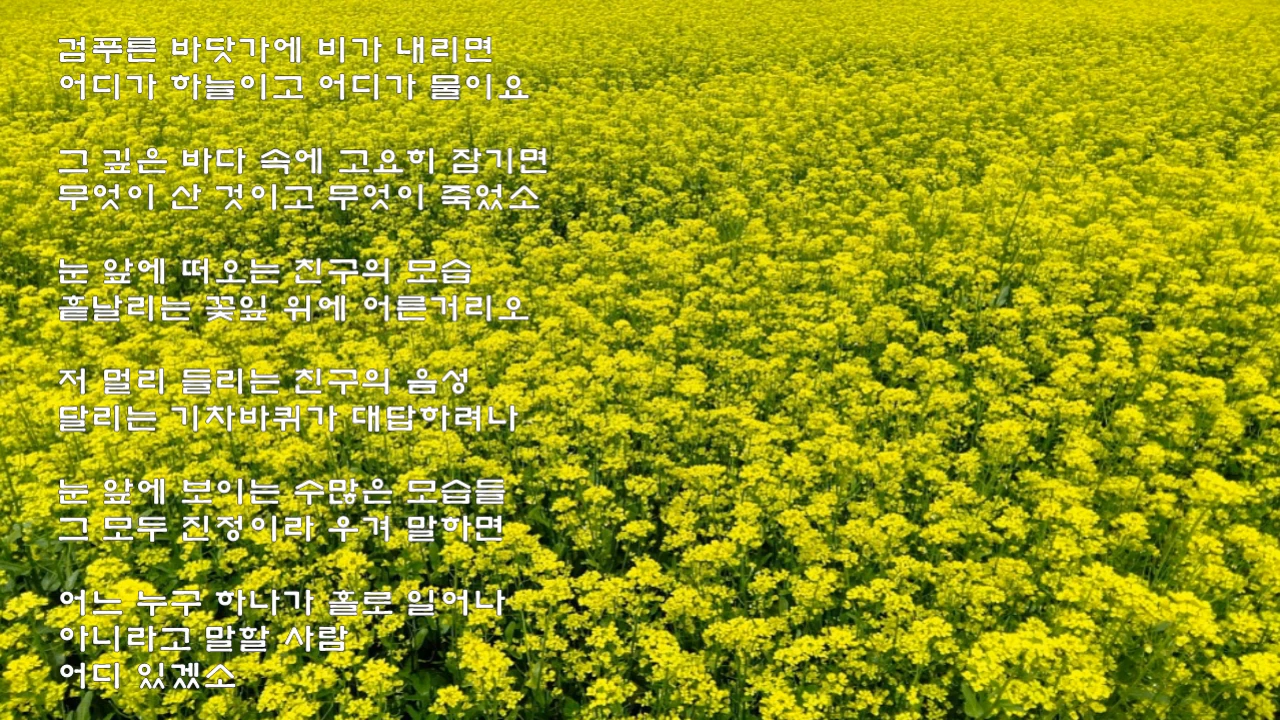 검푸른 바닷가에 비가 내리면
어디가 하늘이고 어디가 물이요
그 깊은 바다 속에 고요히 잠기면
무엇이 산 것이고 무엇이 죽었소
눈 앞에 떠오는 친구의 모습
흩날리는 꽃잎 위에 어른거리오
저 멀리 들리는 친구의 음성
달리는 기차바퀴가 대답하려나
눈 앞에 보이는 수많은 모습들
그 모두 진정이라 우겨 말하면
어느 누구 하나가 홀로 일어나
아니라고 말할 사람
어디 있겠소